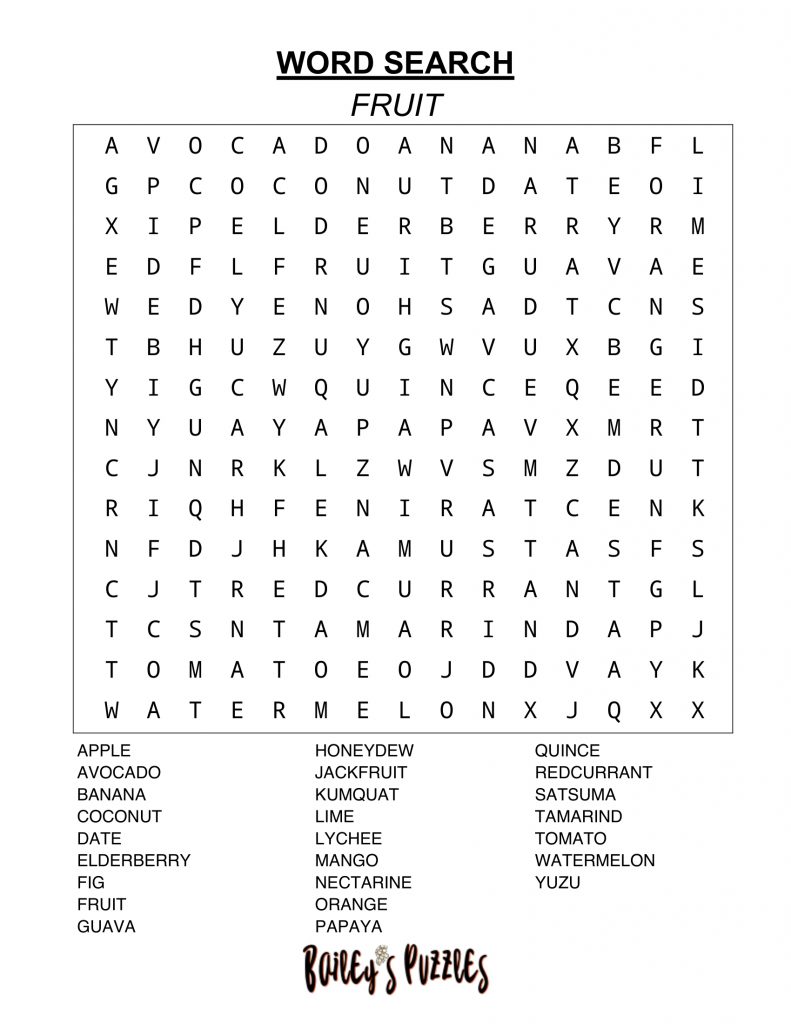 WORD SEARCH
FRUIT
A V O C A D O A N A N A B F L
G P C O C O N U T D A T E O I
X I P E L D E R B E R R Y R M
E D F L F R U I T G U A V A E
W E D Y E N O H S A D T C N S
T B H U Z U Y G W V U X B G I
Y I G C W Q U I N C E Q E E D
N Y U A Y A P A P A V X M R T
C J N R K L Z W V S M Z D U T
R I Q H F E N I R A T C E N K
N F D J H K A M U S T A S F S
C J T R E D C U R R A N T G L
T C S N T A M A R I N D A P J
T O M A T O E O J D D V A Y K
W A T E R M E L O N X J Q X X
APPLE HONEYDEW QUINCE
AVOCADO JACKFRUIT REDCURRANT
BANANA KUMQUAT SATSUMA
COCONUT LIME TAMARIND
DATE LYCHEE TOMATO
ELDERBERRY MANGO WATERMELON
FIG NECTARINE YUZU
FRUIT ORANGE
GUAVA PAPAYA
BAILEY'S PUZZLES